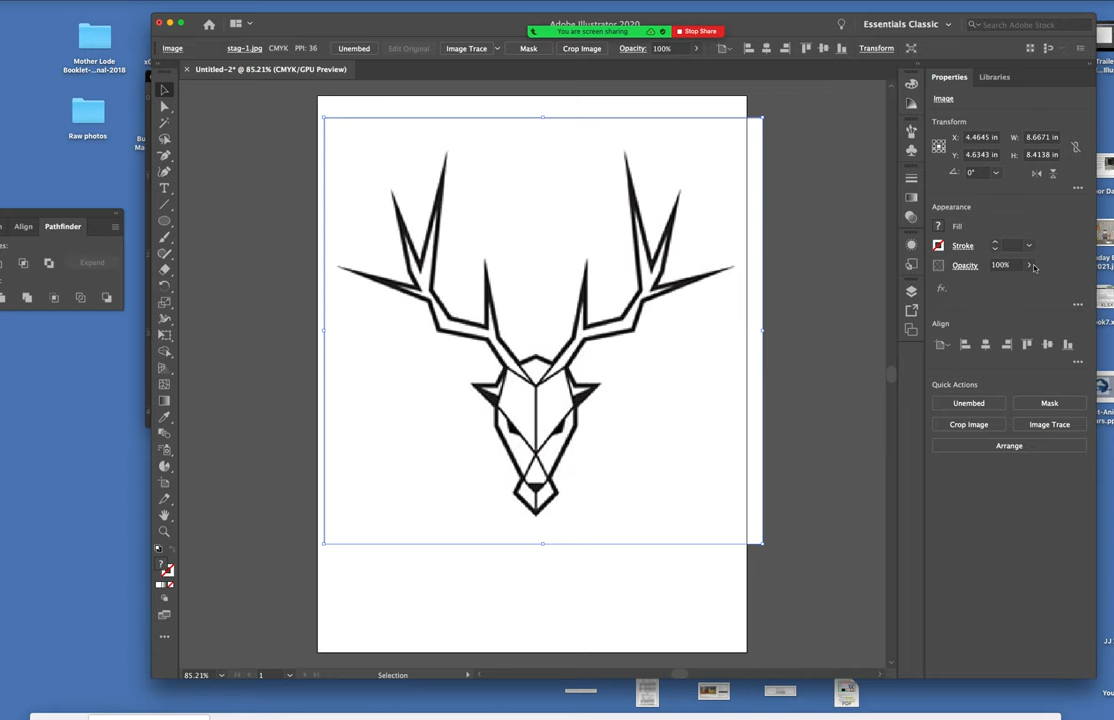 Adobe Illustrator 2020
Essentials Classic
Search Adobe Stock
You are screen sharing
Stop Share
Image
stag-1.jpg
CMYK
PPI: 36
Unembed
Edit Original
Image Trace
Mask
Crop Image
Opacity:
100%
Transform
× Untitled-2* @ 85.21% (CMYK/GPU Preview)
Mother Lode
Booklet-...nal-2018
Raw photos
Align
Pathfinder
Expand
Properties
Libraries
Image
Transform
X: 4.4645 in
W: 8.6671 in
Y: 4.6343 in
H: 8.4138 in
0°
Appearance
? Fill
Stroke
Opacity
100%
fx.
Align
Quick Actions
Unembed
Mask
Crop Image
Image Trace
Arrange
85.21%
1
Selection
PDF